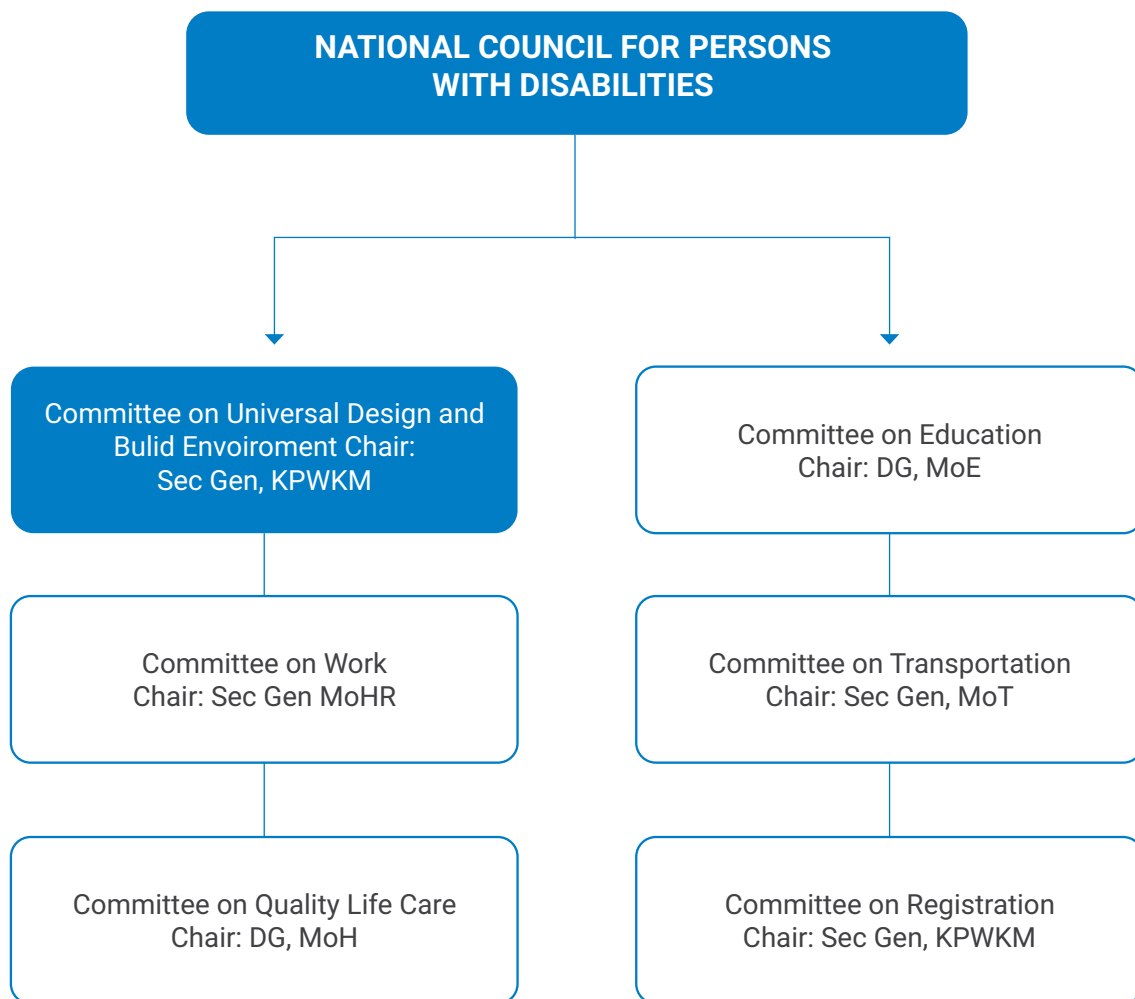 NATIONAL COUNCIL FOR PERSONS
WITH DISABILITIES
Committee on Universal Design and
Bulid Envoiroment Chair:
Sec Gen, KPWKM
Committee on Education
Chair: DG, MoE
Committee on Work
Chair: Sec Gen MoHR
Committee on Transportation
Chair: Sec Gen, MoT
Committee on Quality Life Care
Chair: DG, MoH
Committee on Registration
Chair: Sec Gen, KPWKM